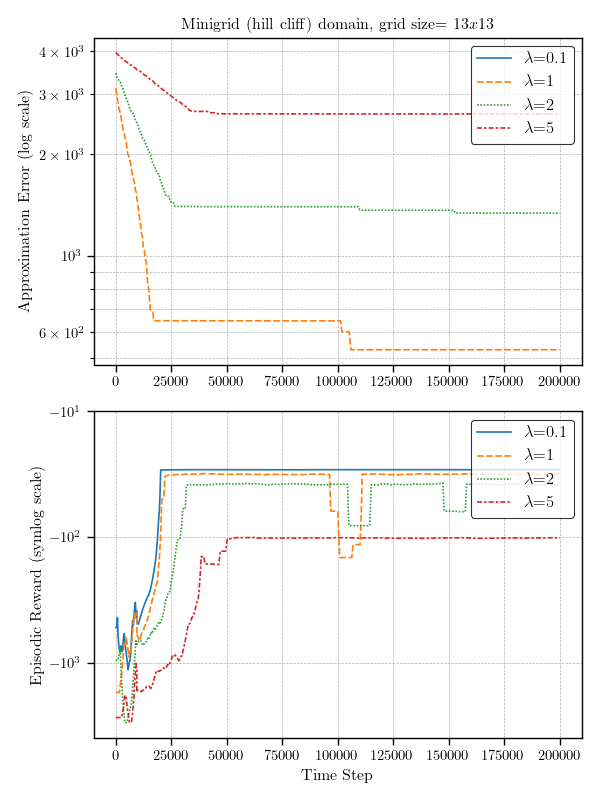 Minigrid (hill cliff) domain, grid size= 13x13
Approximation Error (log scale)
4 × 10³
3 × 10³
2 × 10³
10³
6 × 10²
λ=0.1
λ=1
λ=2
λ=5
0 25000 50000 75000 100000 125000 150000 175000 200000
Episodic Reward (symlog scale)
−10¹
−10²
−10³
λ=0.1
λ=1
λ=2
λ=5
0 25000 50000 75000 100000 125000 150000 175000 200000
Time Step